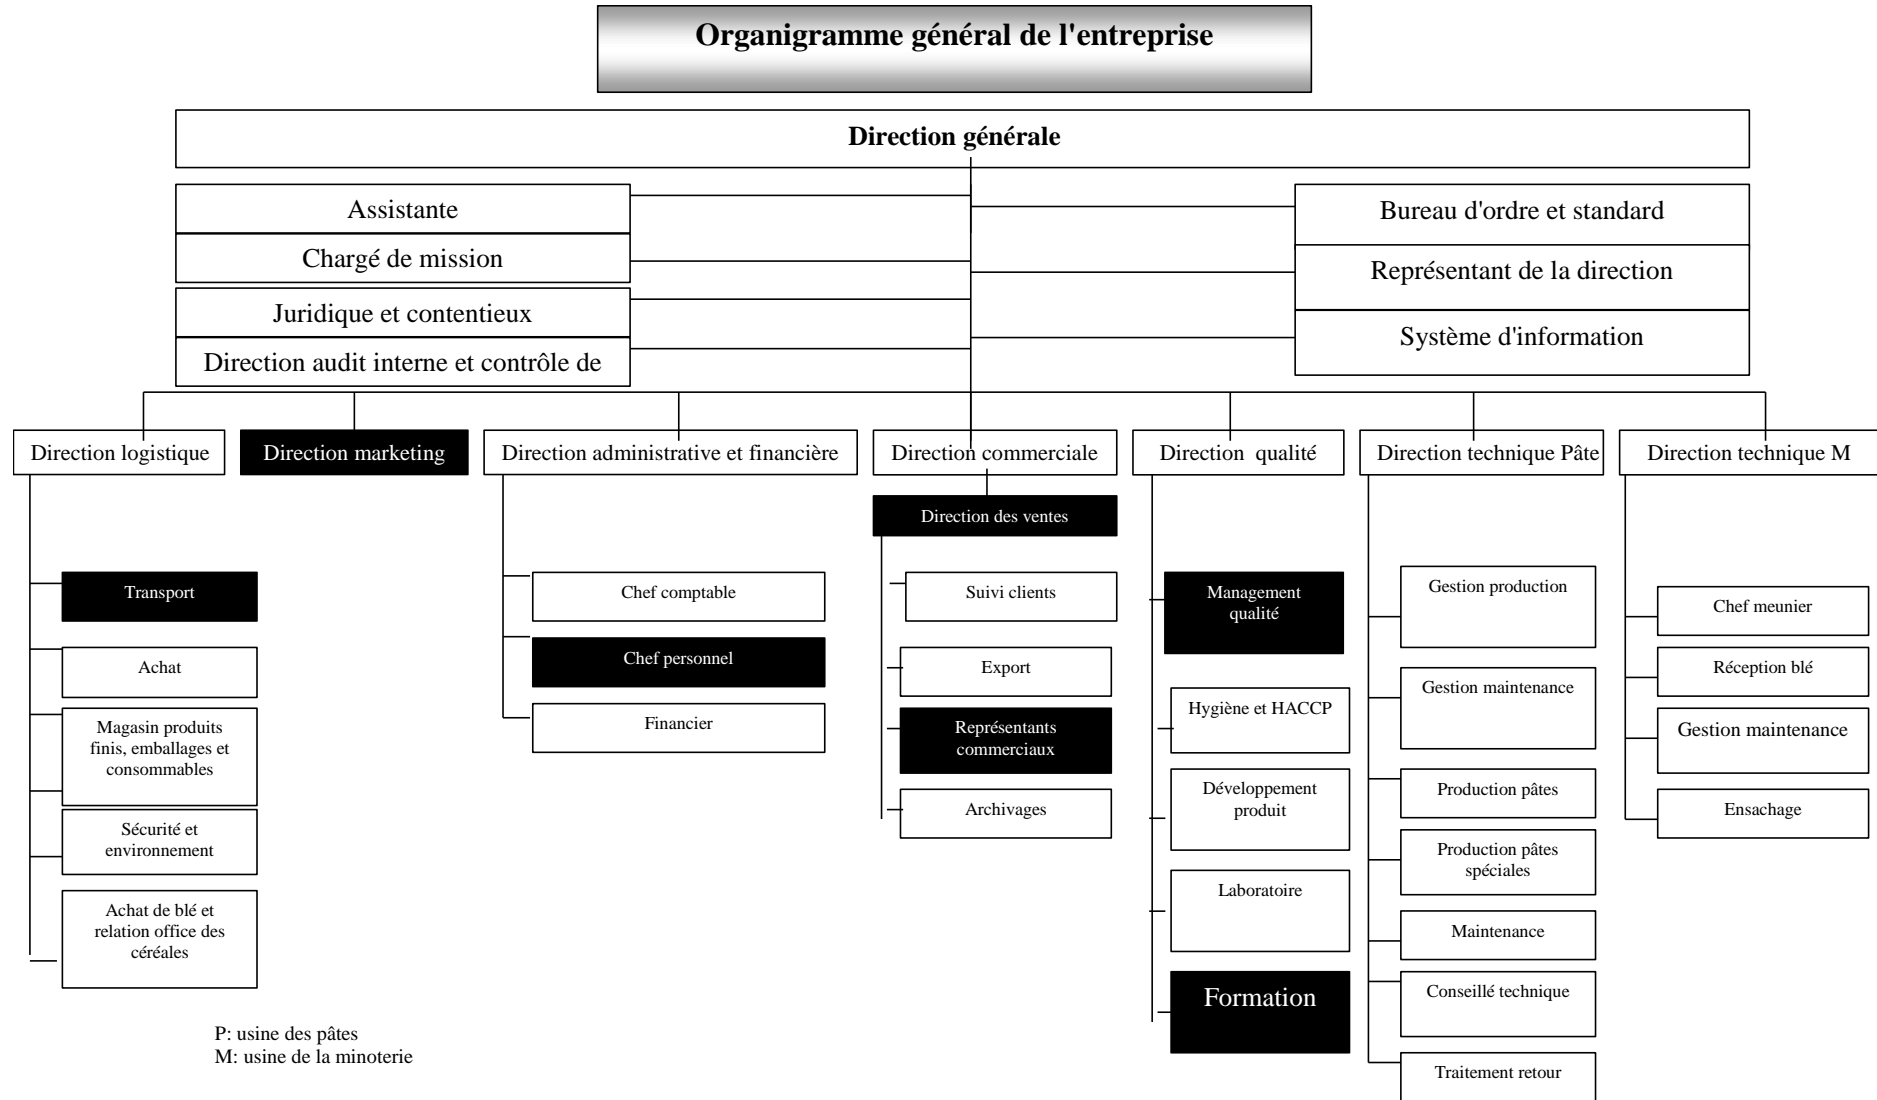 Organigramme général de l'entreprise
Direction générale
Assistante
Bureau d'ordre et standard
Chargé de mission
Représentant de la direction
Juridique et contentieux
Système d'information
Direction audit interne et contrôle de
Direction logistique
Direction marketing
Direction administrative et financière
Direction commerciale
Direction qualité
Direction technique Pâte
Direction technique M
Direction des ventes
Transport
Achat
Magasin produits
finis, emballages et
consommables
Sécurité et
environnement
Achat de blé et
relation office des
céréales
Chef comptable
Chef personnel
Financier
Suivi clients
Export
Représentants
commerciaux
Archivages
Management
qualité
Hygiène et HACCP
Développement
produit
Laboratoire
Formation
Gestion production
Gestion maintenance
Production pâtes
Production pâtes
spéciales
Maintenance
Conseillé technique
Traitement retour
Chef meunier
Réception blé
Gestion maintenance
Ensachage
P: usine des pâtes
M: usine de la minoterie